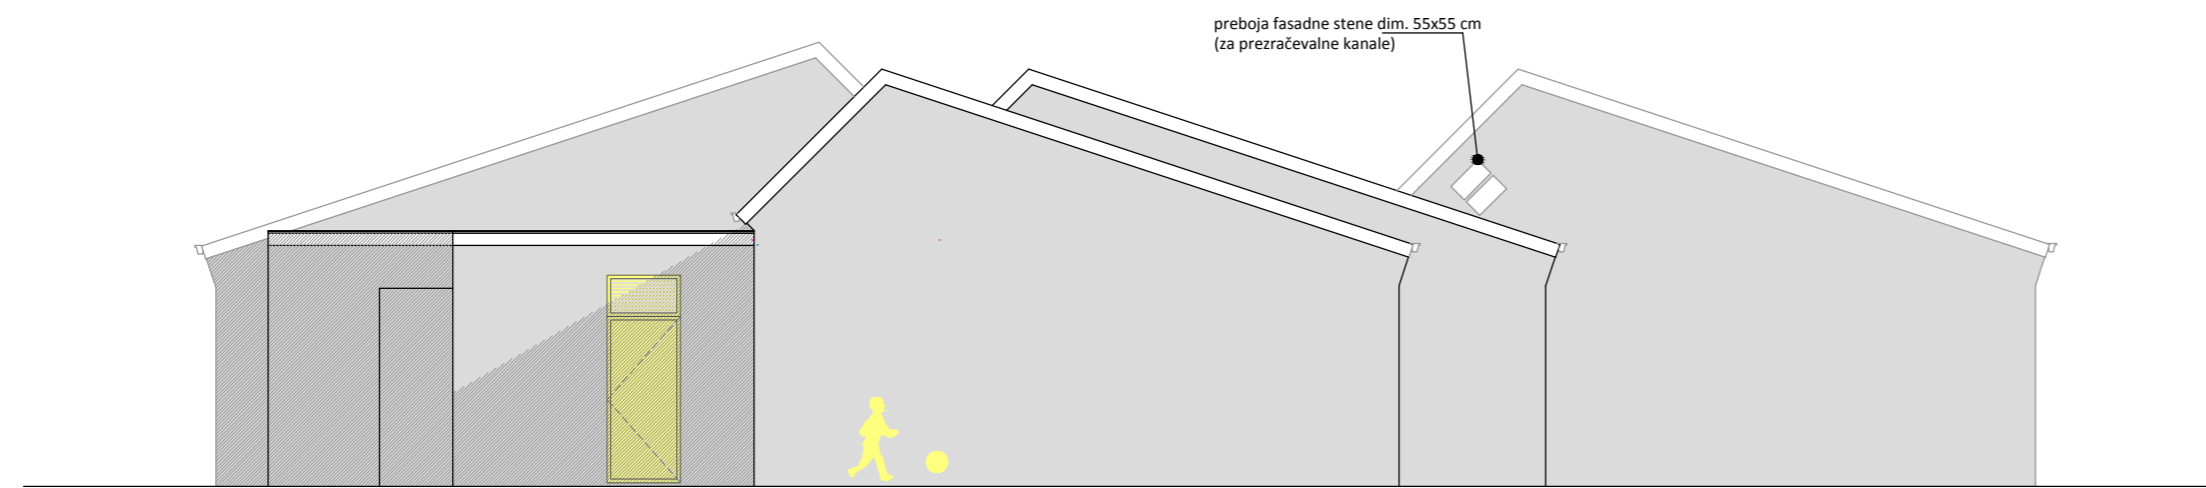 preboja fasadne stene dim. 55x55 cm
(za prezračevalne kanale)